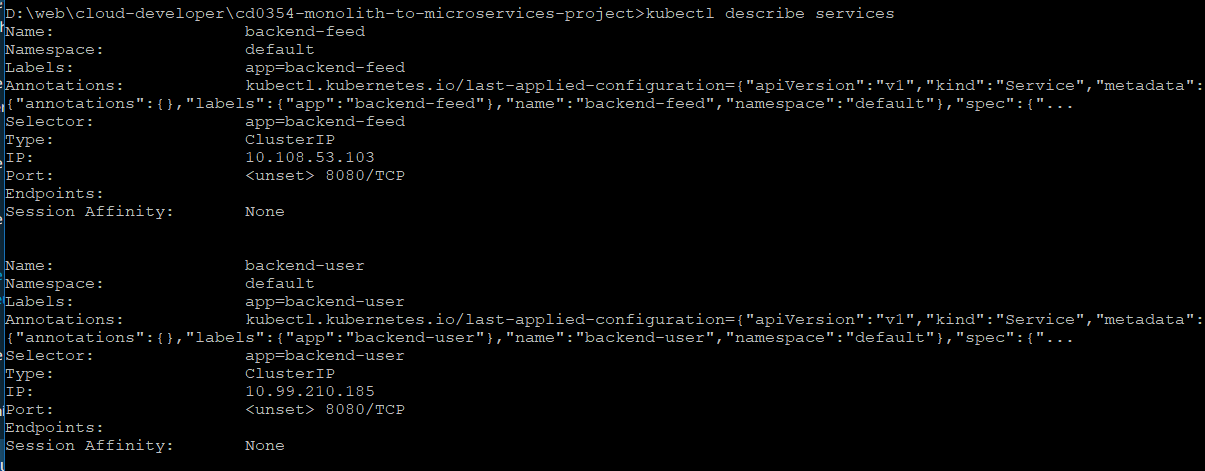 D:\web\cloud-developer\cd0354-monolith-to-microservices-project>kubectl describe services
Name: backend-feed
Namespace: default
Labels: app=backend-feed
Annotations: kubectl.kubernetes.io/last-applied-configuration={"apiVersion":"v1","kind":"Service","metadata":
{"annotations":{},"labels":{"app":"backend-feed"},"name":"backend-feed","namespace":"default"},"spec":{"...
Selector: app=backend-feed
Type: ClusterIP
IP: 10.108.53.103
Port: <unset> 8080/TCP
Endpoints:
Session Affinity: None
Name: backend-user
Namespace: default
Labels: app=backend-user
Annotations: kubectl.kubernetes.io/last-applied-configuration={"apiVersion":"v1","kind":"Service","metadata":
{"annotations":{},"labels":{"app":"backend-user"},"name":"backend-user","namespace":"default"},"spec":{"...
Selector: app=backend-user
Type: ClusterIP
IP: 10.99.210.185
Port: <unset> 8080/TCP
Endpoints:
Session Affinity: None